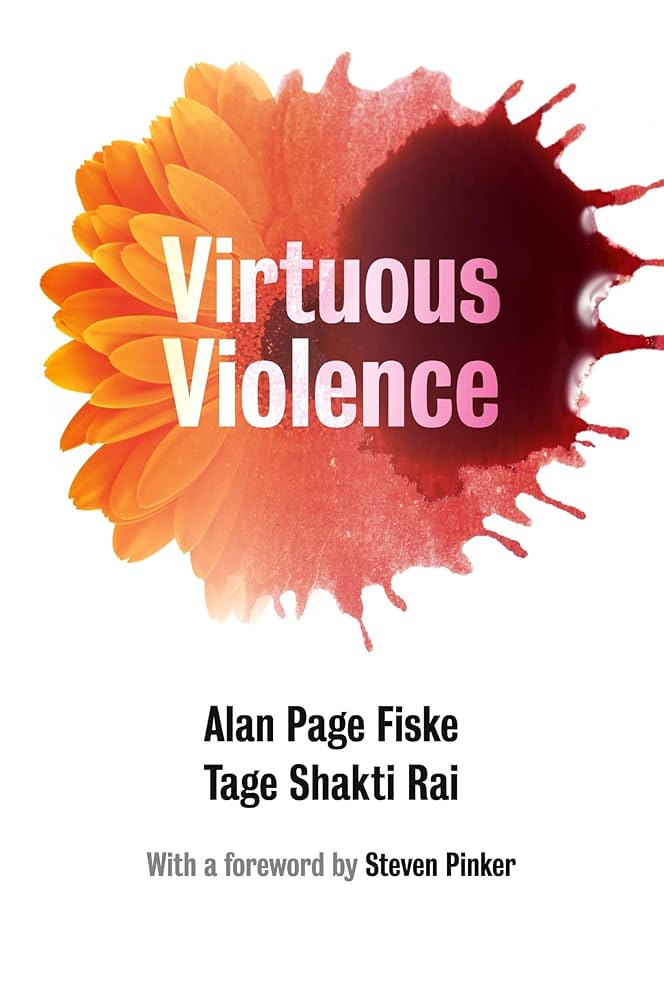 Virtuous
Violence
Alan Page Fiske
Tage Shakti Rai
With a foreword by Steven Pinker